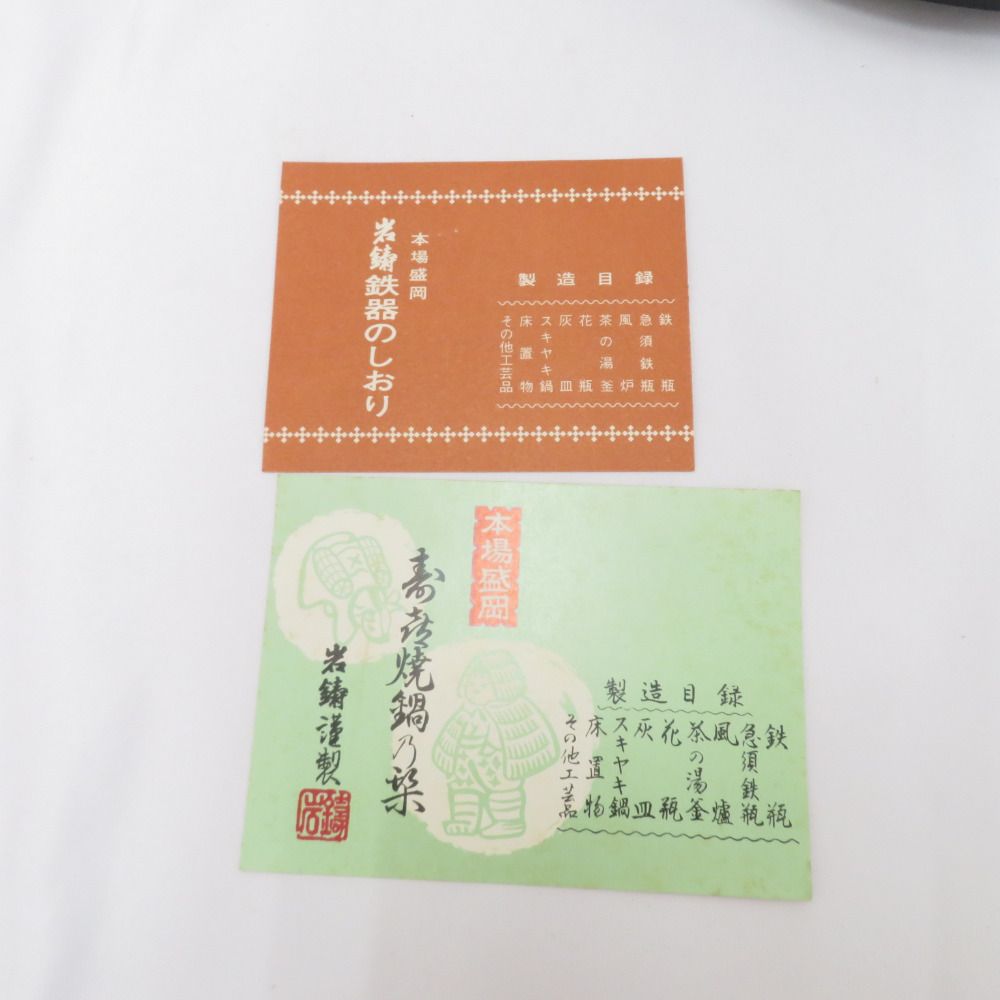 本場盛岡
岩鋳鉄器のしおり
製造目録
鉄瓶
急須鉄瓶
風炉
茶の湯釜
花瓶
灰皿
スキヤキ鍋
床置物
その他工芸品
本場盛岡
寿喜焼鍋乃栞
岩鋳謹製
岩鋳
製造目録
鉄瓶
急須鉄瓶
風爐
茶の湯釜
花瓶
灰皿
スキヤキ鍋
床置物
その他工芸品